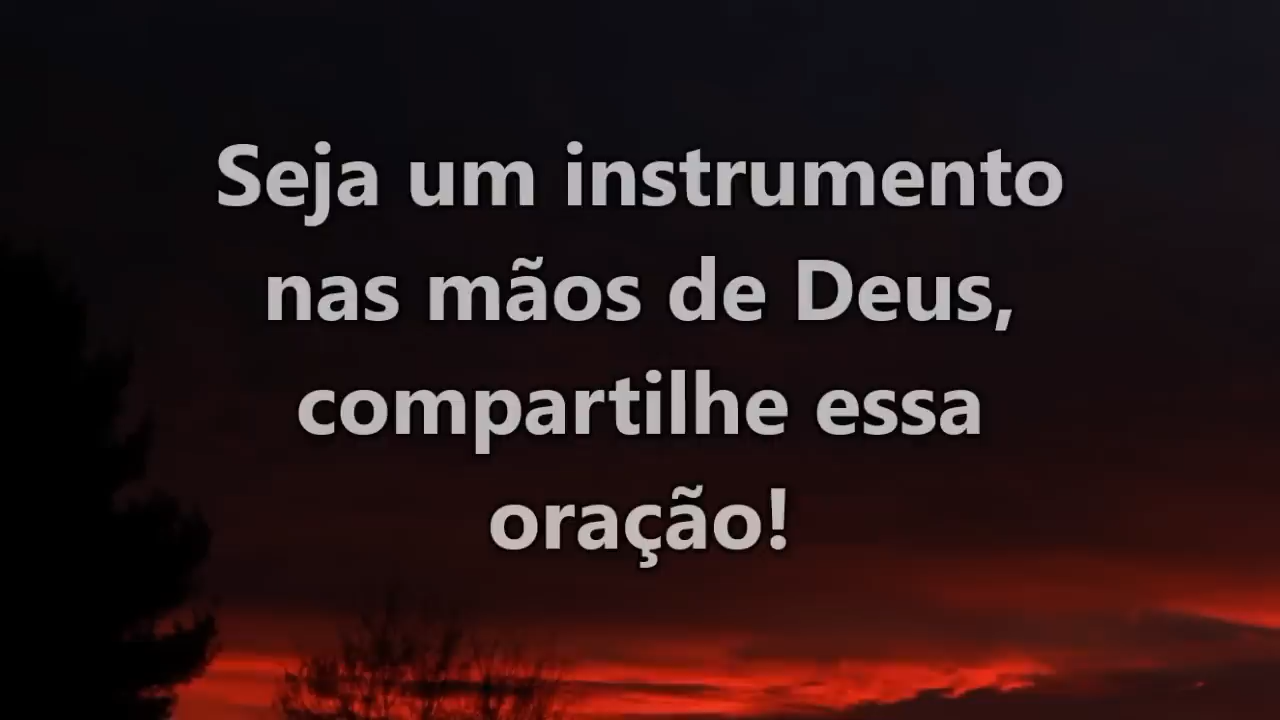 Seja um instrumento
nas mãos de Deus,
compartilhe essa
oração!